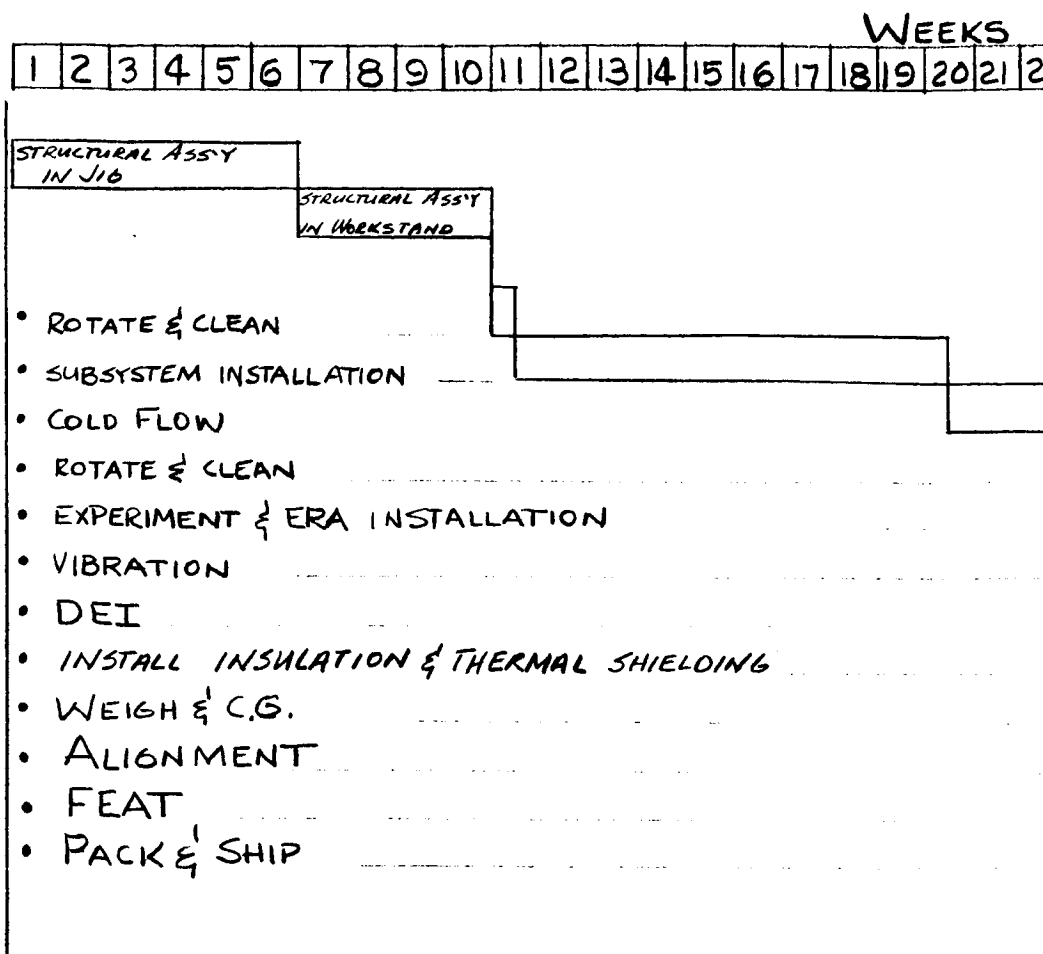 WEEKS
1 2 3 4 5 6 7 8 9 10 11 12 13 14 15 16 17 18 19 20 21 2
STRUCTURAL ASS'Y
IN JIG
STRUCTURAL ASS'Y
IN WORKSTAND
• ROTATE & CLEAN
• SUBSYSTEM INSTALLATION
• COLD FLOW
• ROTATE & CLEAN
• EXPERIMENT & ERA INSTALLATION
• VIBRATION
• DEI
• INSTALL INSULATION & THERMAL SHIELDING
• WEIGH & C.G.
• ALIGNMENT
• FEAT
• PACK & SHIP